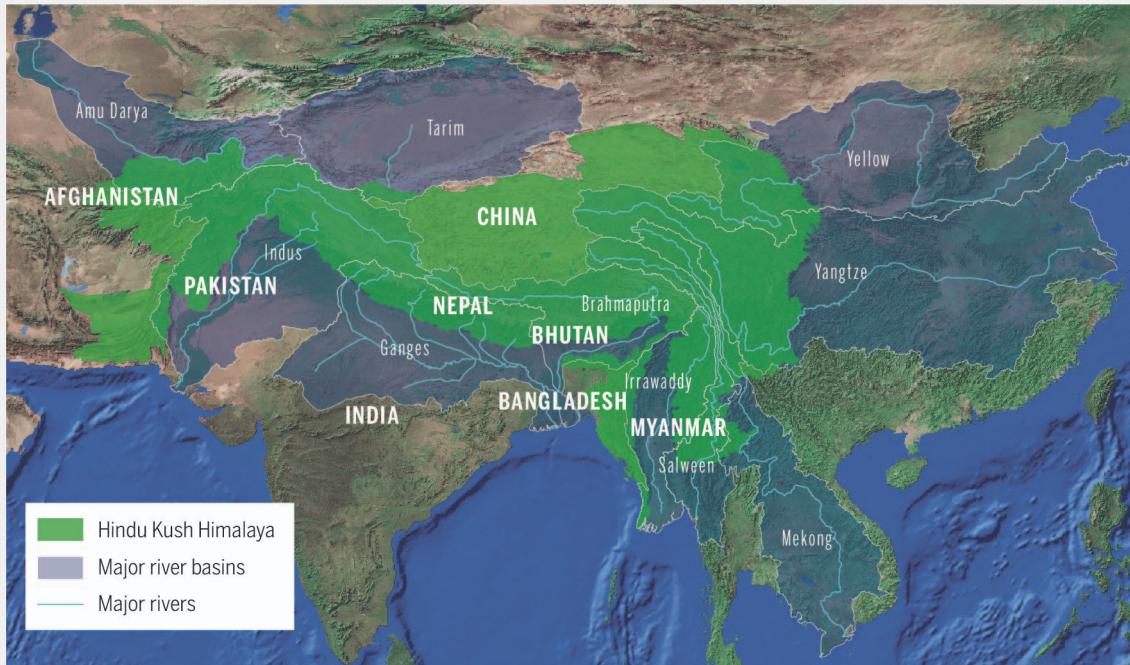 Amu Darya
Tarim
Yellow
AFGHANISTAN
CHINA
Indus
Yangtze
PAKISTAN
NEPAL
Brahmaputra
BHUTAN
Ganges
Irrawaddy
BANGLADESH
INDIA
MYANMAR
Salween
Mekong
Hindu Kush Himalaya
Major river basins
Major rivers